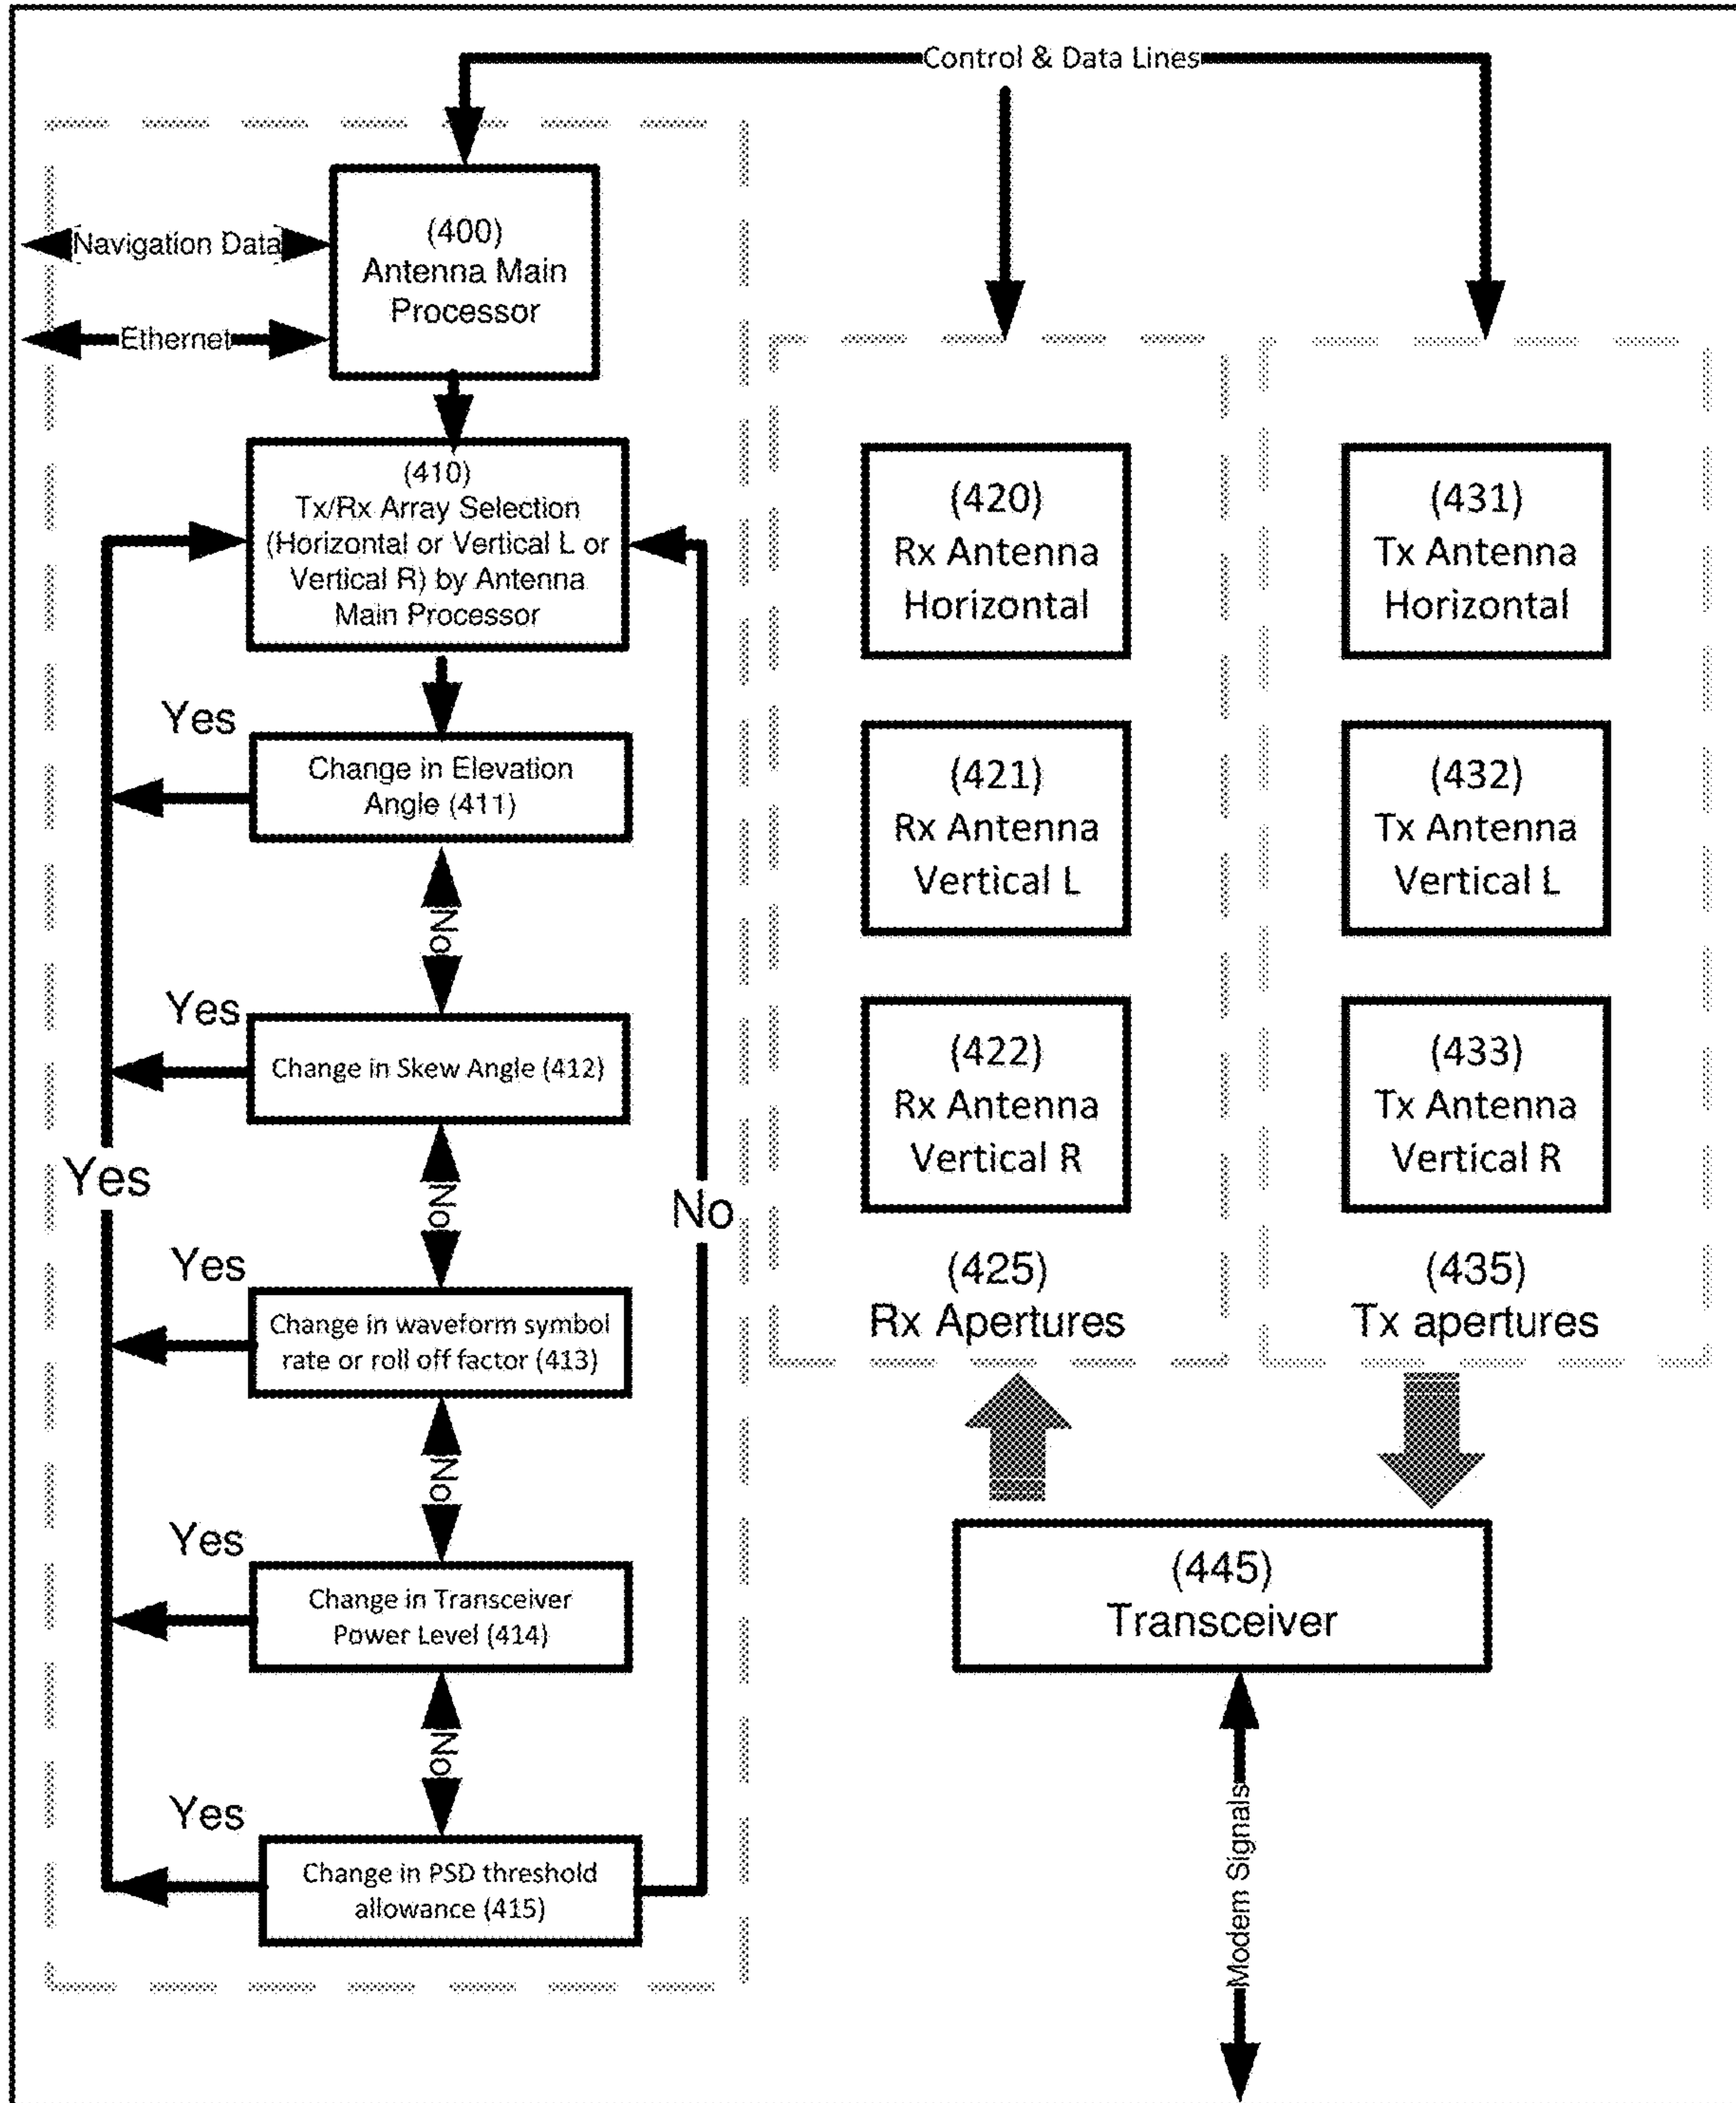 Control & Data Lines
Navigation Data
Ethernet
(400)
Antenna Main
Processor
(410)
Tx/Rx Array Selection
(Horizontal or Vertical L or
Vertical R) by Antenna
Main Processor
Yes
Change in Elevation
Angle (411)
No
Yes
Change in Skew Angle (412)
No
Yes
No
Yes
Change in waveform symbol
rate or roll off factor (413)
No
Yes
Change in Transceiver
Power Level (414)
No
Yes
Change in PSD threshold
allowance (415)
(420)
Rx Antenna
Horizontal
(421)
Rx Antenna
Vertical L
(422)
Rx Antenna
Vertical R
(425)
Rx Apertures
(431)
Tx Antenna
Horizontal
(432)
Tx Antenna
Vertical L
(433)
Tx Antenna
Vertical R
(435)
Tx apertures
(445)
Transceiver
Modem Signals